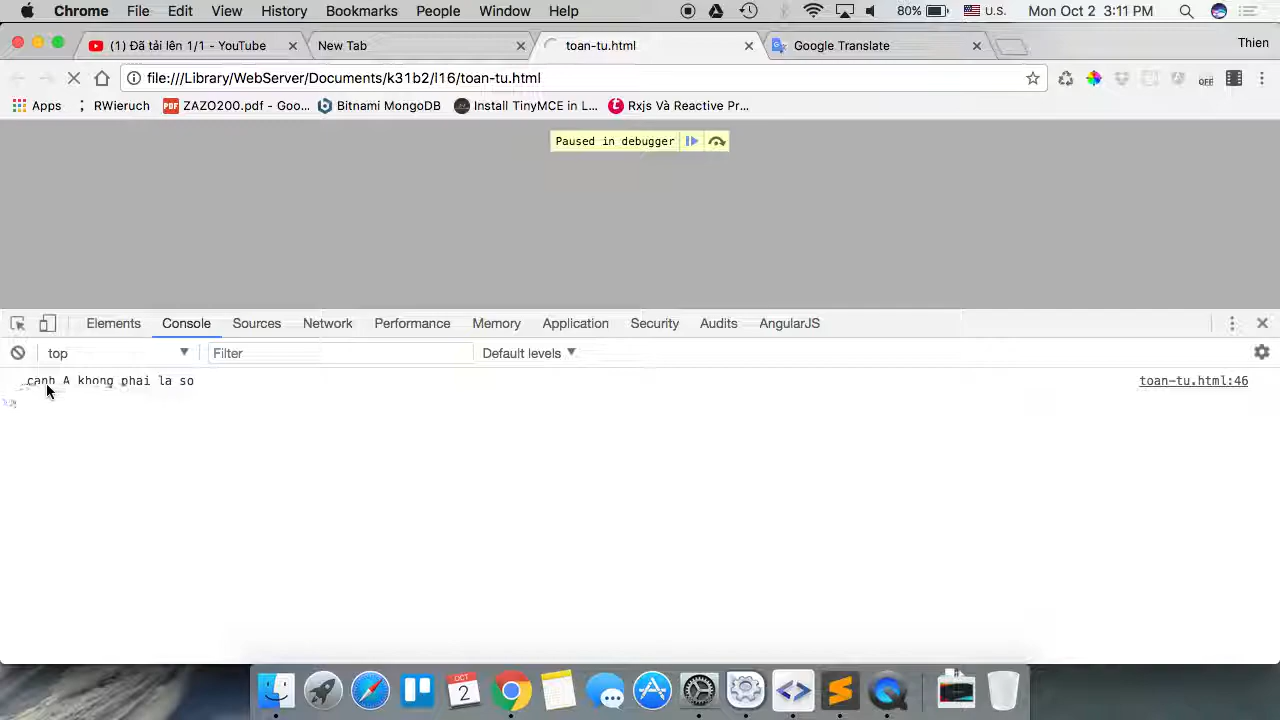 Chrome File Edit View History Bookmarks People Window Help 80% U.S. Mon Oct 2 3:11 PM
(1) Đã tải lên 1/1 - YouTube New Tab toan-tu.html Google Translate Thien
file:///Library/WebServer/Documents/k31b2/l16/toan-tu.html OFF
Apps RWieruch ZAZO200.pdf - Goo... Bitnami MongoDB Install TinyMCE in L... Rxjs Và Reactive Pr...
Paused in debugger
Elements Console Sources Network Performance Memory Application Security Audits AngularJS
top Filter Default levels
canh A khong phai la so toan-tu.html:46
OCT
2